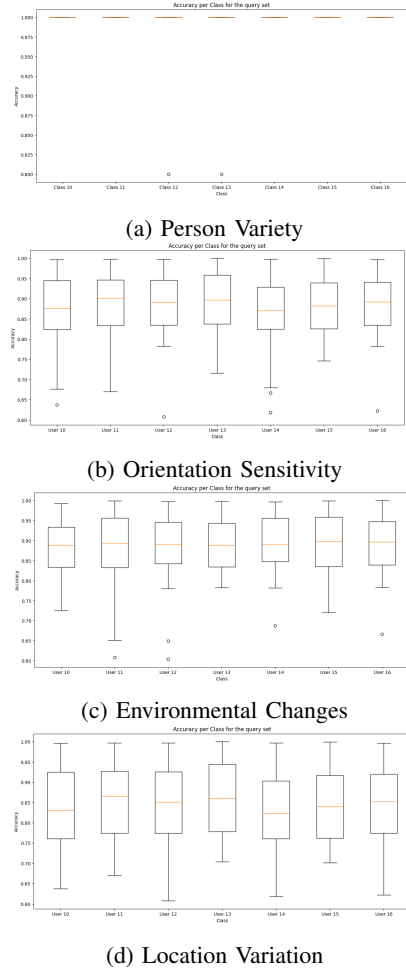 Accuracy per Class for the query set
1.000
0.975
0.950
0.925
0.900
0.875
0.850
0.825
0.800
Accuracy
Class 10 Class 11 Class 12 Class 13 Class 14 Class 15 Class 16
Class
(a) Person Variety
Accuracy per Class for the query set
1.00
0.95
0.90
0.85
0.80
0.75
0.70
0.65
0.60
Accuracy
User 10 User 11 User 12 User 13 User 14 User 15 User 16
Class
(b) Orientation Sensitivity
Accuracy per Class for the query set
1.00
0.95
0.90
0.85
0.80
0.75
0.70
0.65
0.60
Accuracy
User 10 User 11 User 12 User 13 User 14 User 15 User 16
Class
(c) Environmental Changes
Accuracy per Class for the query set
1.00
0.95
0.90
0.85
0.80
0.75
0.70
0.65
0.60
Accuracy
User 10 User 11 User 12 User 13 User 14 User 15 User 16
Class
(d) Location Variation